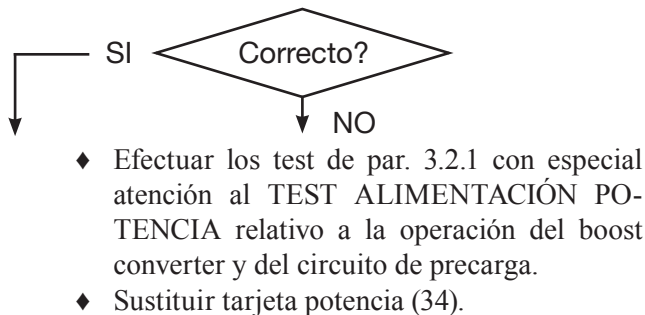 SI
Correcto?
NO
♦ Efectuar los test de par. 3.2.1 con especial
atención al TEST ALIMENTACIÓN PO-
TENCIA relativo a la operación del boost
converter y del circuito de precarga.
♦ Sustituir tarjeta potencia (34).